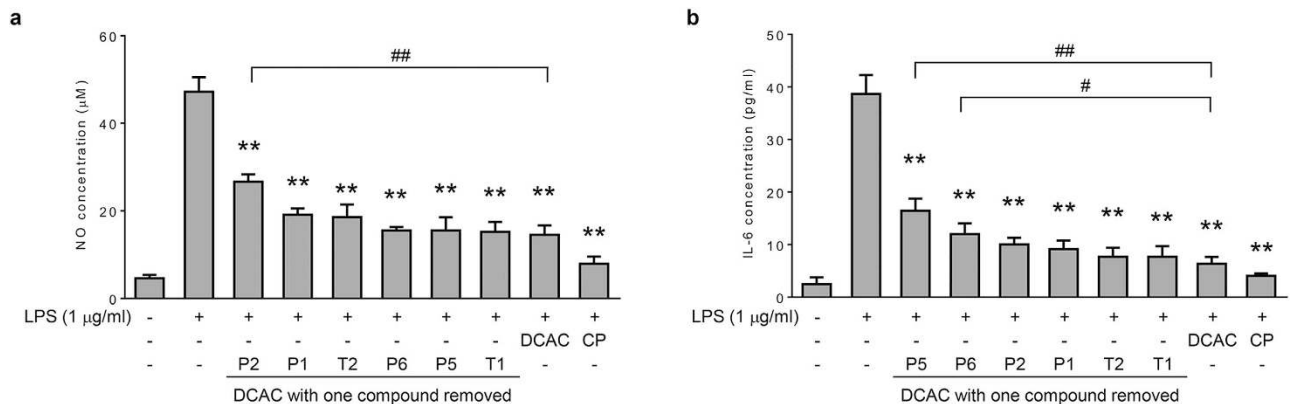 a
NO concentration (μM)
60
40
20
0
##
** ** ** ** ** ** ** **
LPS (1 μg/ml) - + + + + + + + + +
- - - - - - - - DCAC CP
- - P2 P1 T2 P6 P5 T1 - -
DCAC with one compound removed
b
IL-6 concentration (pg/ml)
50
40
30
20
10
0
##
#
** ** ** ** ** ** ** **
LPS (1 μg/ml) - + + + + + + + + +
- - - - - - - - DCAC CP
- - P5 P6 P2 P1 T2 T1 - -
DCAC with one compound removed